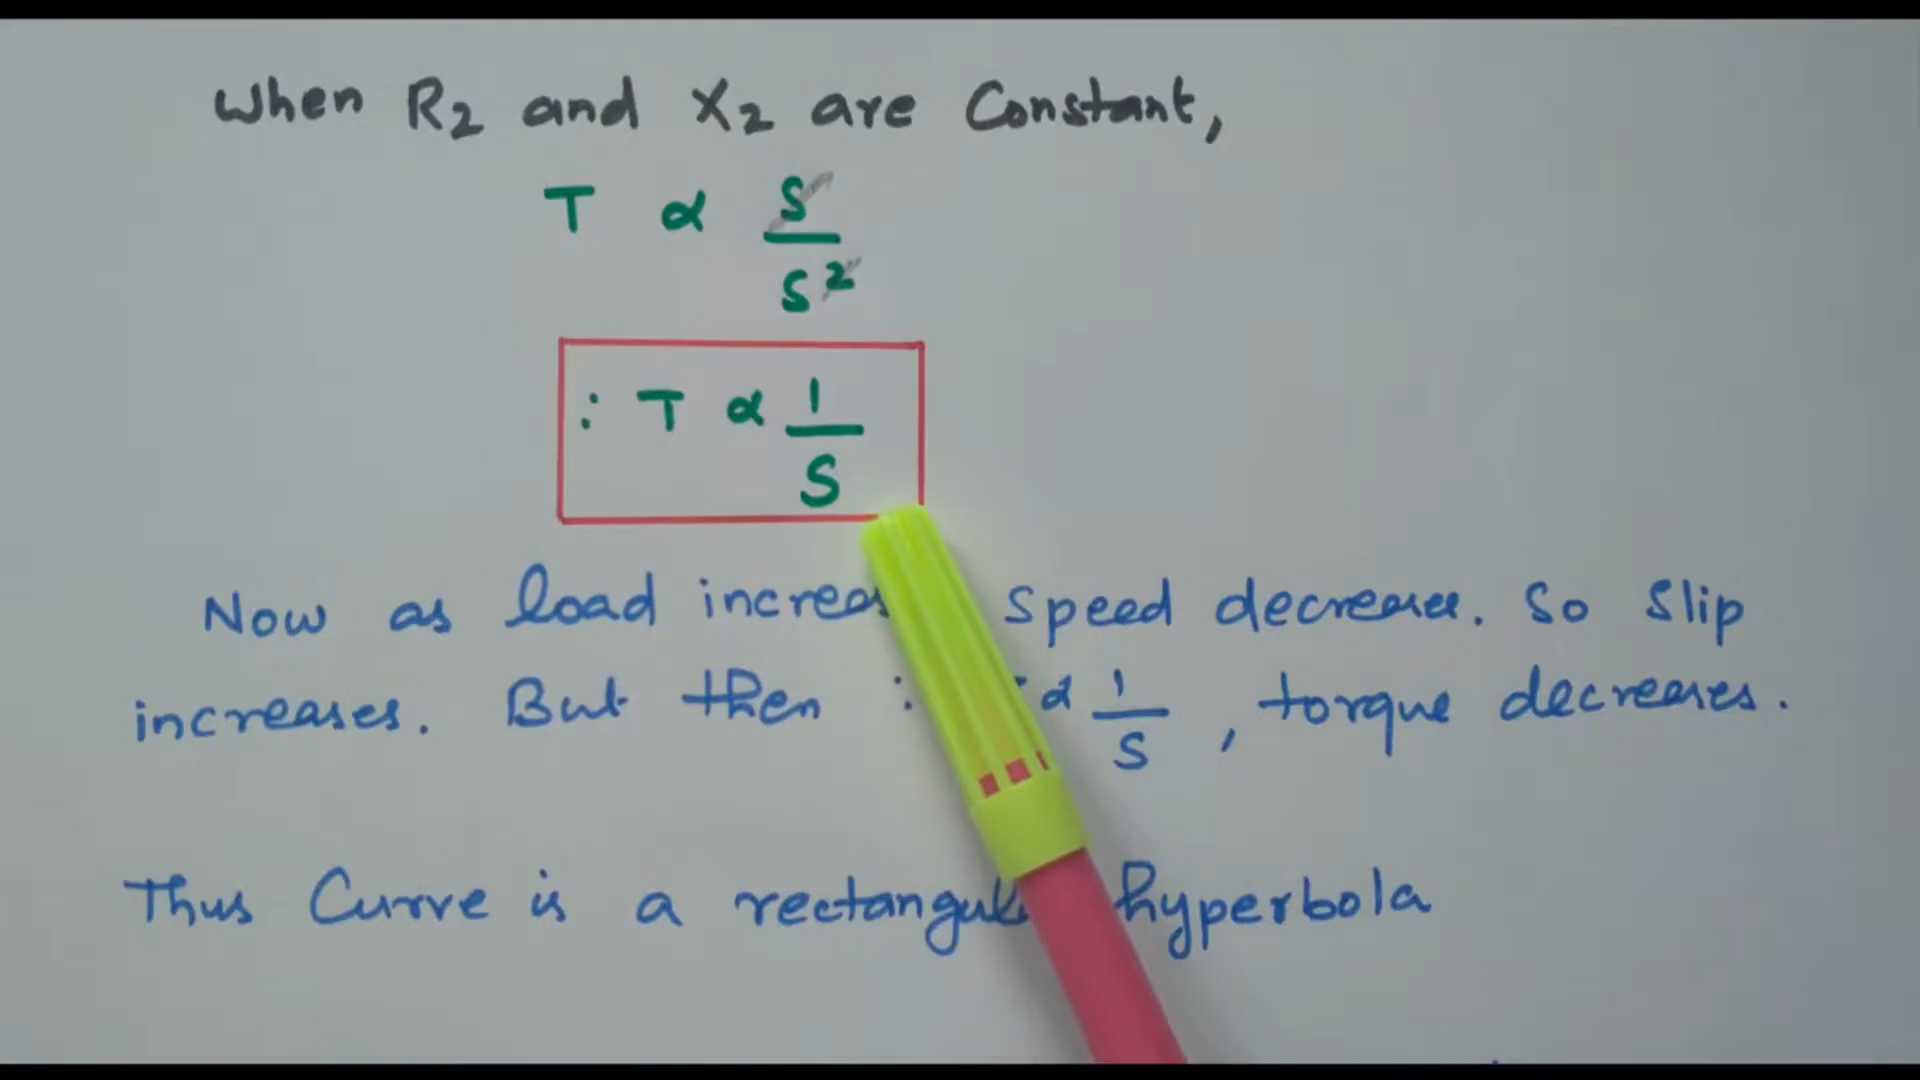 When R2 and X2 are Constant,
T α S/S²
∴ T α 1/S
Now as load increas speed decreases. So slip
increases. But then ∵ α 1/S, torque decreases.
Thus Curve is a rectangul hyperbola